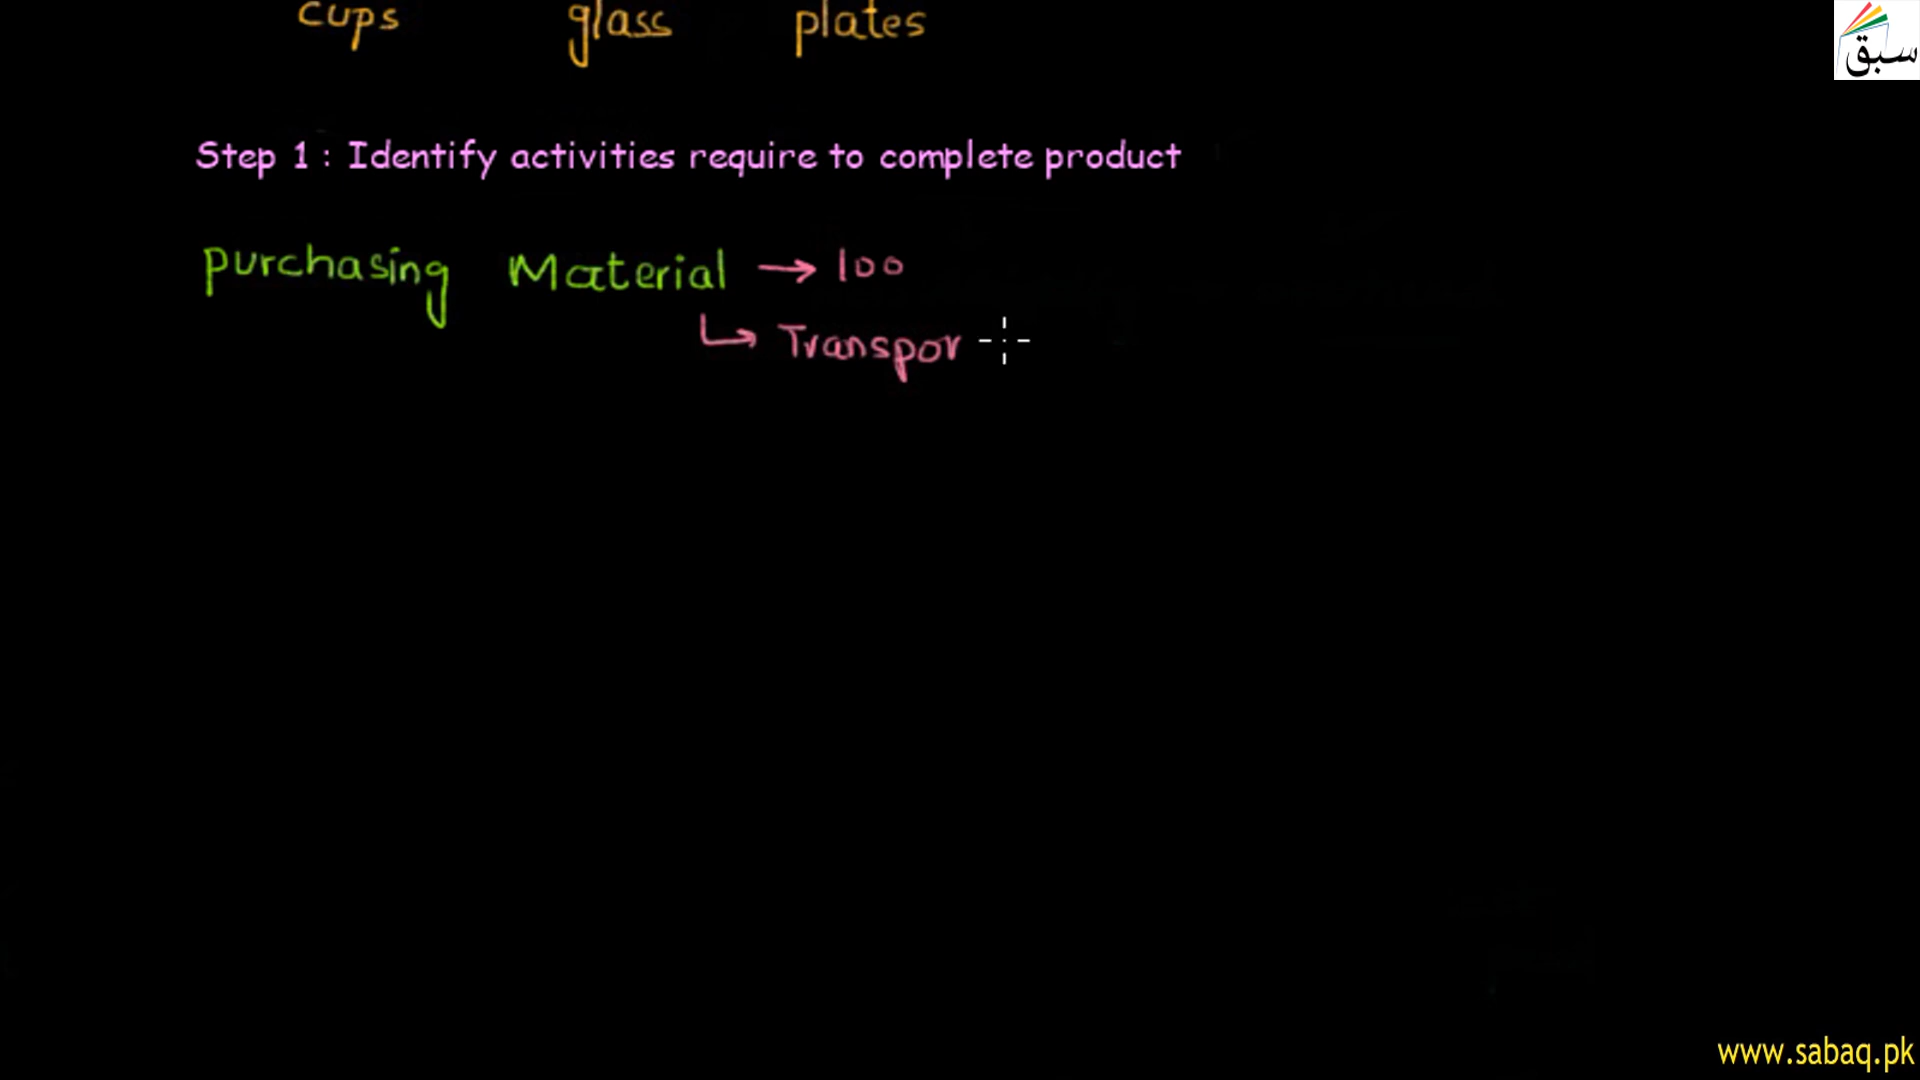 cups glass plates
سبق
Step 1 : Identify activities require to complete product
purchasing Material → 100
↳ Transpor
www.sabaq.pk